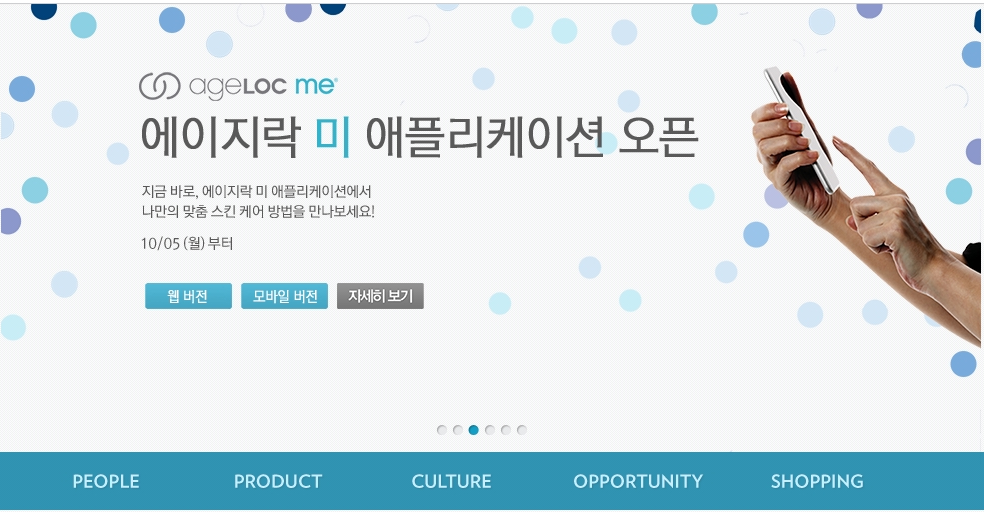 ageLOC me®
에이지락 미 애플리케이션 오픈
지금 바로, 에이지락 미 애플리케이션에서
나만의 맞춤 스킨 케어 방법을 만나보세요!
10/05 (월) 부터
웹 버전 모바일 버전 자세히 보기
PEOPLE PRODUCT CULTURE OPPORTUNITY SHOPPING